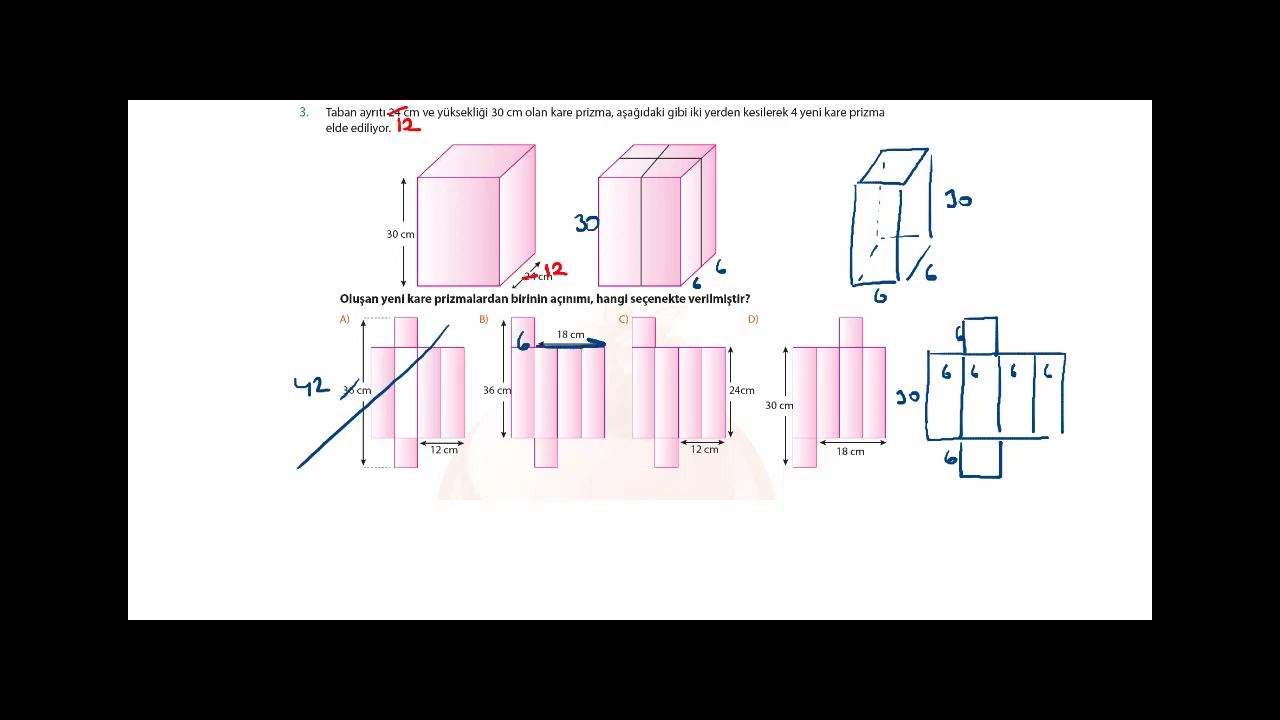 3. Taban ayrıtı 24 cm ve yüksekliği 30 cm olan kare prizma, aşağıdaki gibi iki yerden kesilerek 4 yeni kare prizma
elde ediliyor. 12
30 cm
24 cm 12
30
6
6
30
6
6
Oluşan yeni kare prizmalardan birinin açınımı, hangi seçenekte verilmiştir?
A)
42
36 cm
12 cm
B)
6
18 cm
36 cm
C)
24cm
12 cm
D)
30 cm
18 cm
6
6 6 6 6
30
6